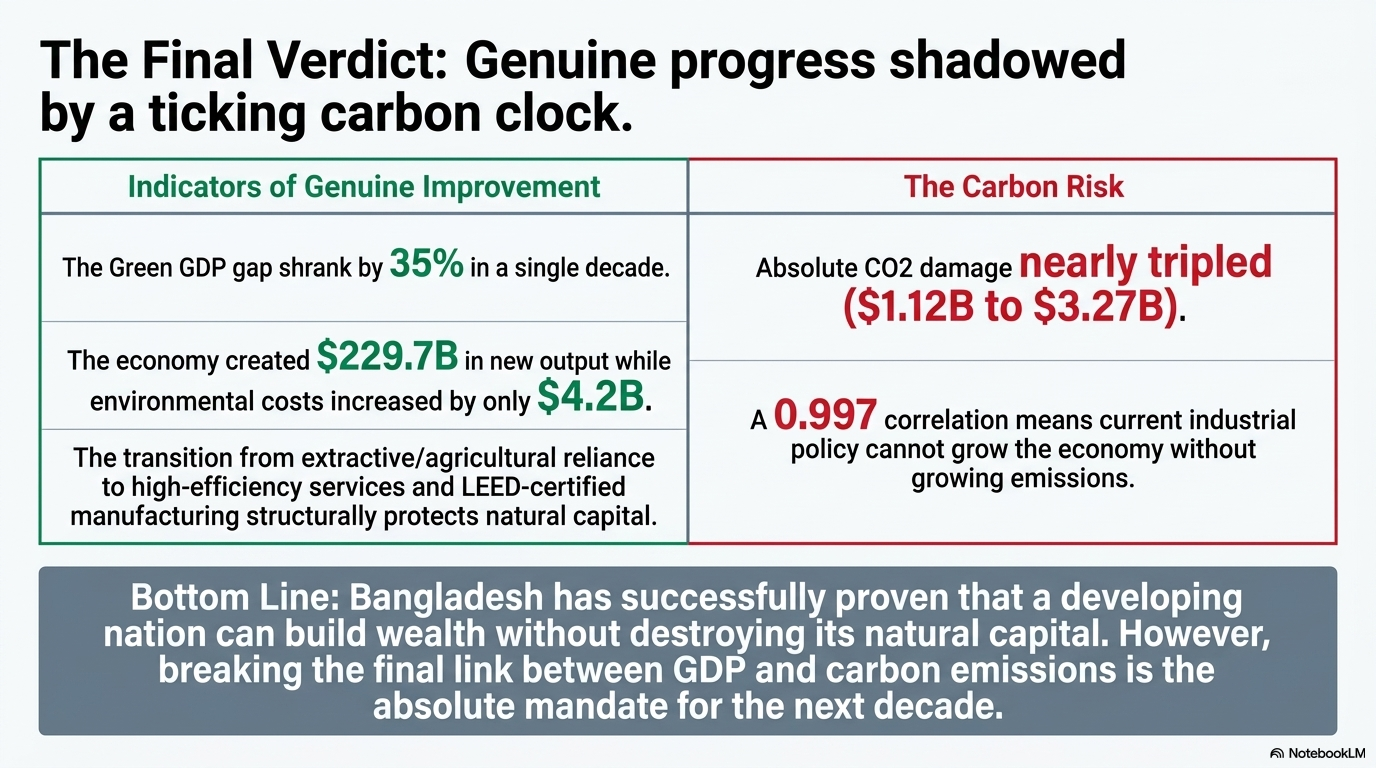 The Final Verdict: Genuine progress shadowed
by a ticking carbon clock.
Indicators of Genuine Improvement
The Green GDP gap shrank by 35% in a single decade.
The economy created $229.7B in new output while
environmental costs increased by only $4.2B.
The transition from extractive/agricultural reliance
to high-efficiency services and LEED-certified
manufacturing structurally protects natural capital.
The Carbon Risk
Absolute CO2 damage nearly tripled
($1.12B to $3.27B).
A 0.997 correlation means current industrial
policy cannot grow the economy without
growing emissions.
Bottom Line: Bangladesh has successfully proven that a developing
nation can build wealth without destroying its natural capital. However,
breaking the final link between GDP and carbon emissions is the
absolute mandate for the next decade.
NotebookLM